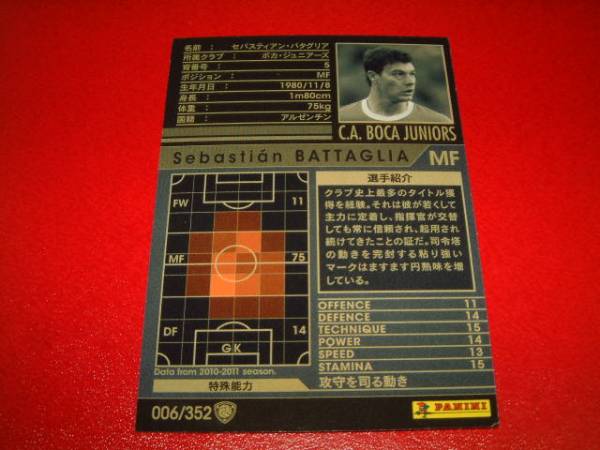 名前 : セバスティアン・バタグリア
所属クラブ : ボカ・ジュニアーズ
背番号 : 5
ポジション : MF
生年月日 : 1980/11/8
身長 : 1m80cm
体重 : 75kg
国籍 : アルゼンチン
C.A. BOCA JUNIORS
Sebastián BATTAGLIA MF
FW 11
MF 75
DF 14
GK
Data from 2010-2011 season.
選手紹介
クラブ史上最多のタイトル獲
得を経験。それは彼が若くして
主力に定着し、指揮官が交替
しても常に信頼され、起用され
続けてきたことの証だ。司令塔
の動きを完封する粘り強い
マークはますます円熟味を増
している。
OFFENCE 11
DEFENCE 14
TECHNIQUE 15
POWER 14
SPEED 13
STAMINA 15
特殊能力 攻守を司る動き
006/352
PANINI